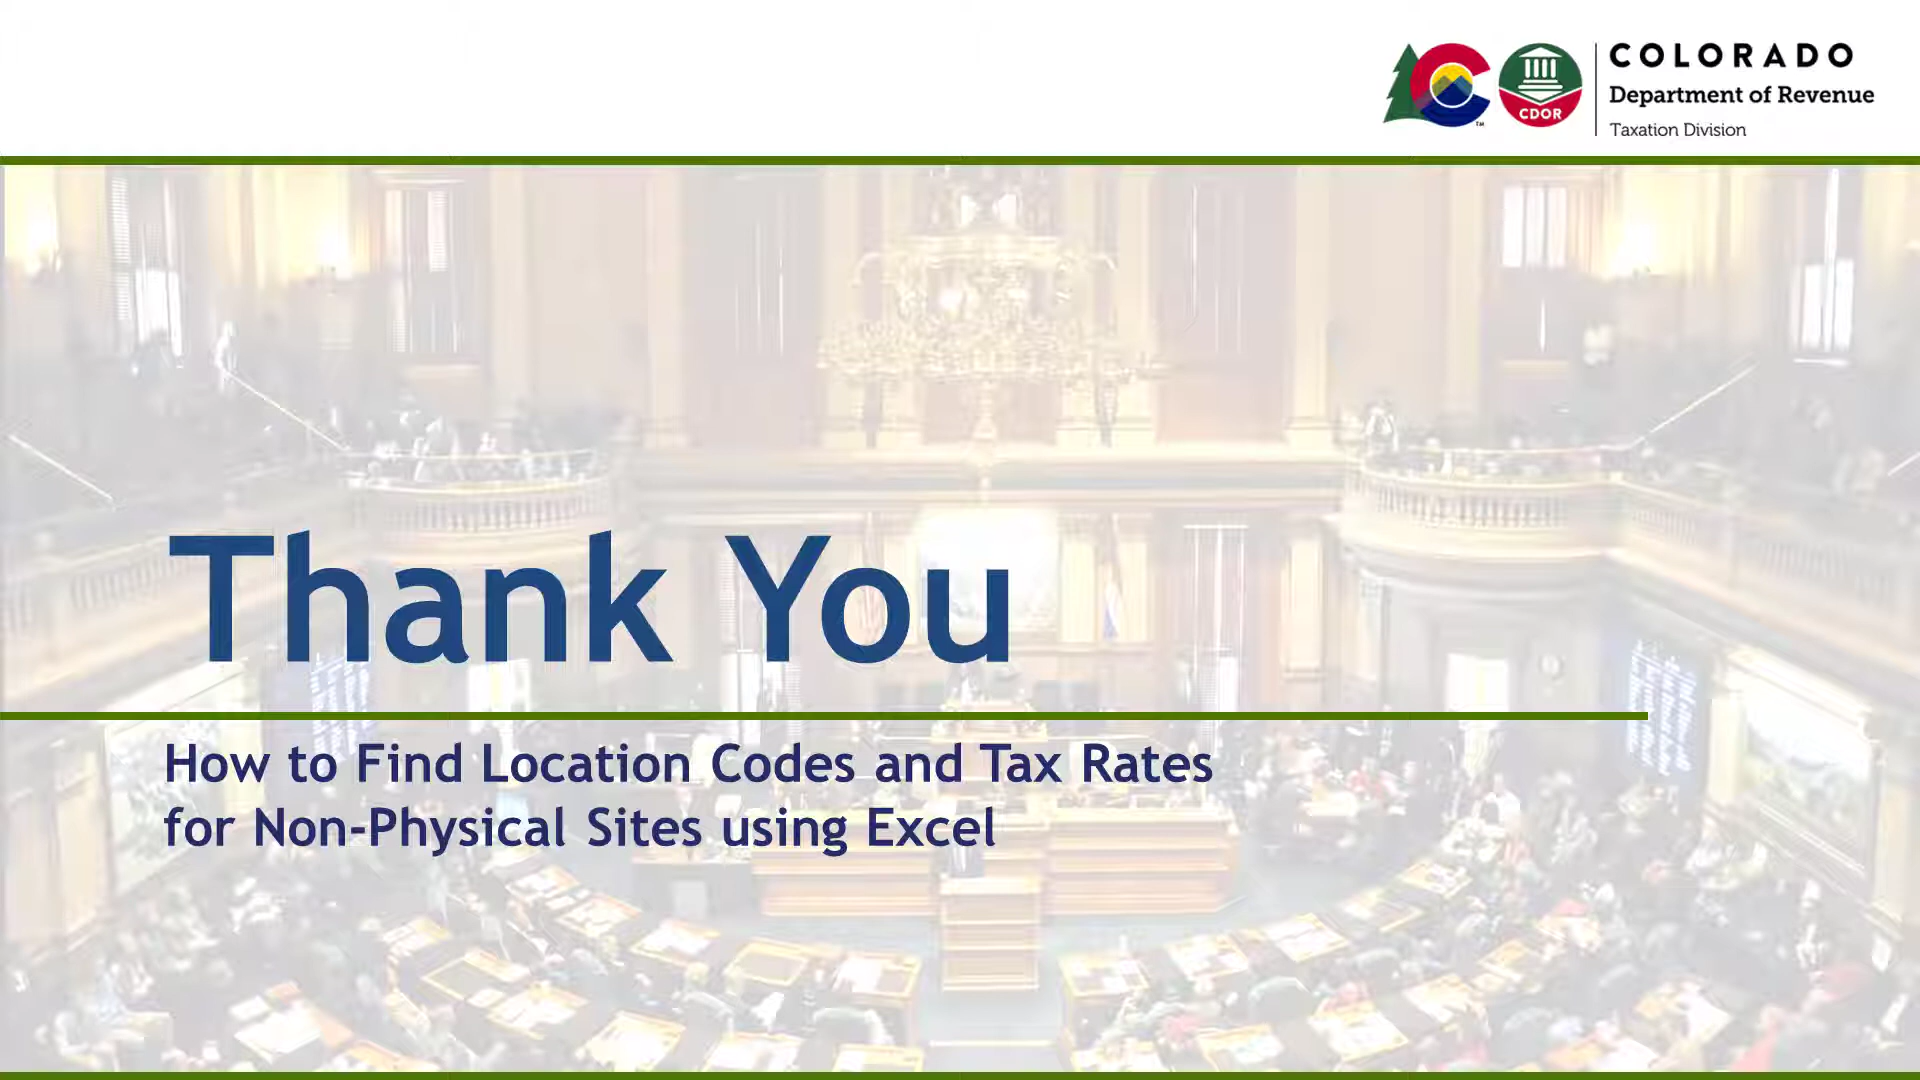 COLORADO
Department of Revenue
Taxation Division
CDOR
TM
Thank You
How to Find Location Codes and Tax Rates
for Non-Physical Sites using Excel